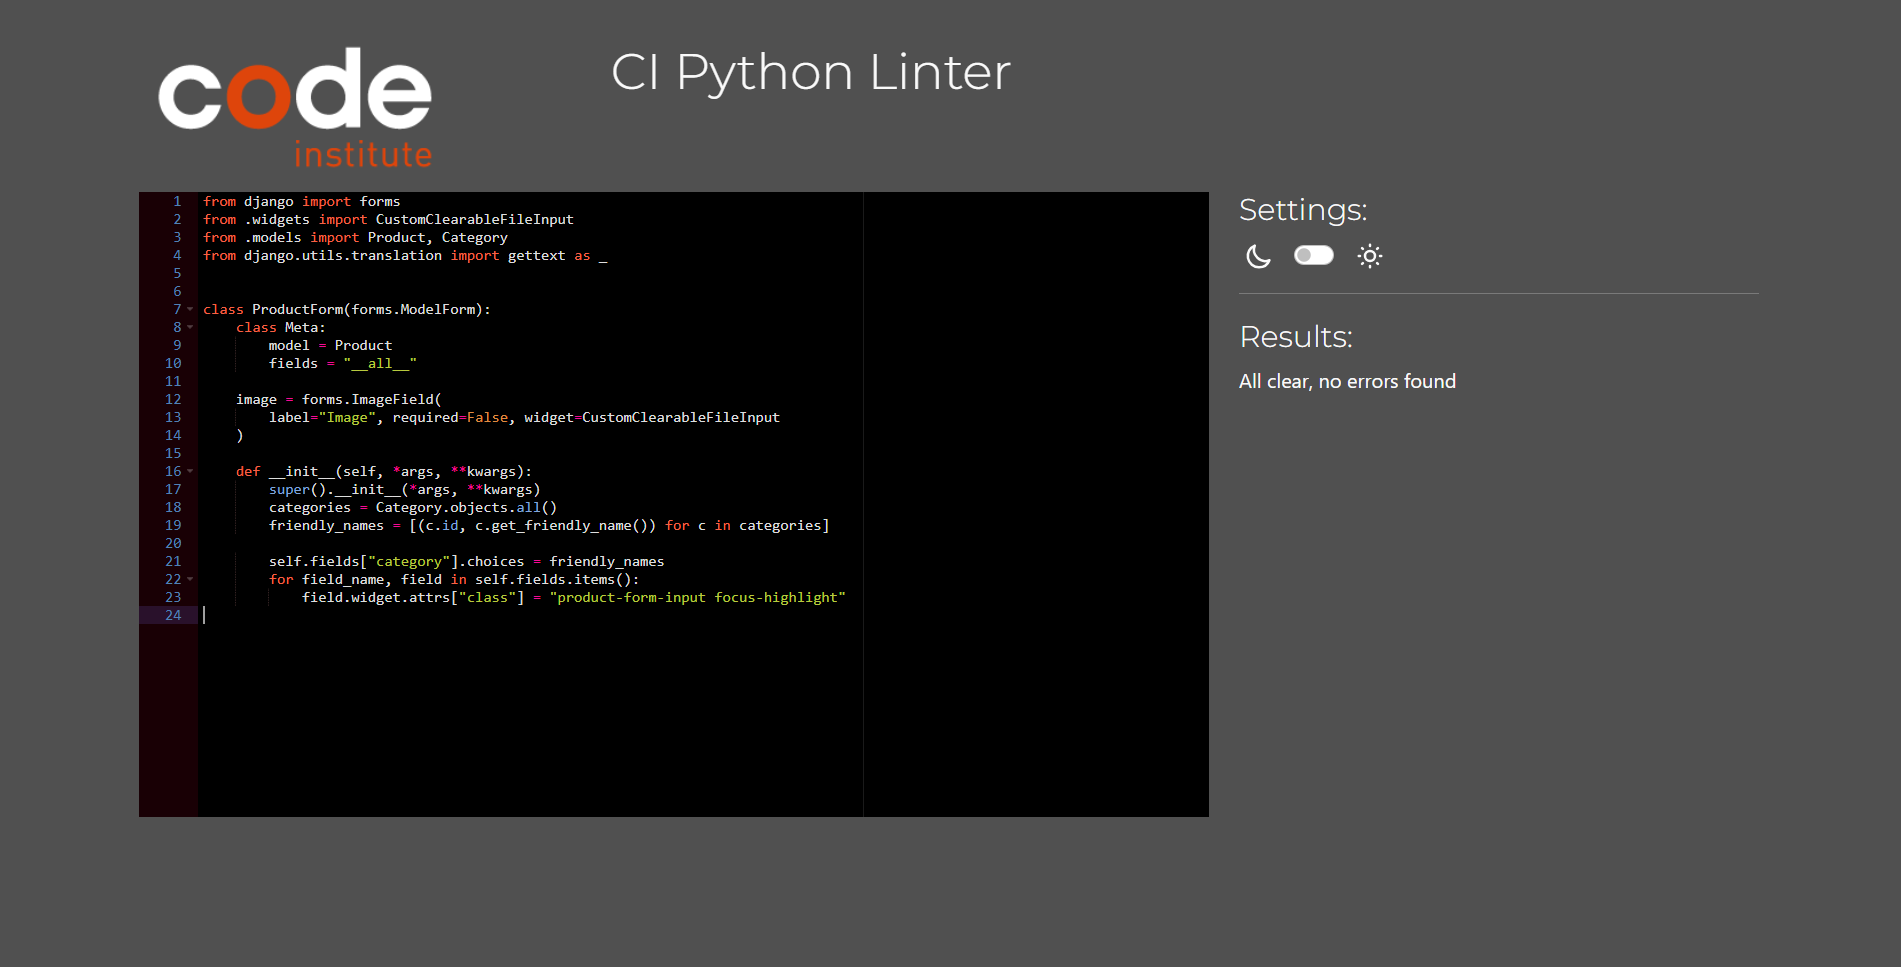 code
institute
CI Python Linter
1 from django import forms
2 from .widgets import CustomClearableFileInput
3 from .models import Product, Category
4 from django.utils.translation import gettext as _
5
6
7 class ProductForm(forms.ModelForm):
8     class Meta:
9         model = Product
10         fields = "__all__"
11
12     image = forms.ImageField(
13         label="Image", required=False, widget=CustomClearableFileInput
14     )
15
16     def __init__(self, *args, **kwargs):
17         super().__init__(*args, **kwargs)
18         categories = Category.objects.all()
19         friendly_names = [(c.id, c.get_friendly_name()) for c in categories]
20
21         self.fields["category"].choices = friendly_names
22         for field_name, field in self.fields.items():
23             field.widget.attrs["class"] = "product-form-input focus-highlight"
24
Settings:
Results:
All clear, no errors found